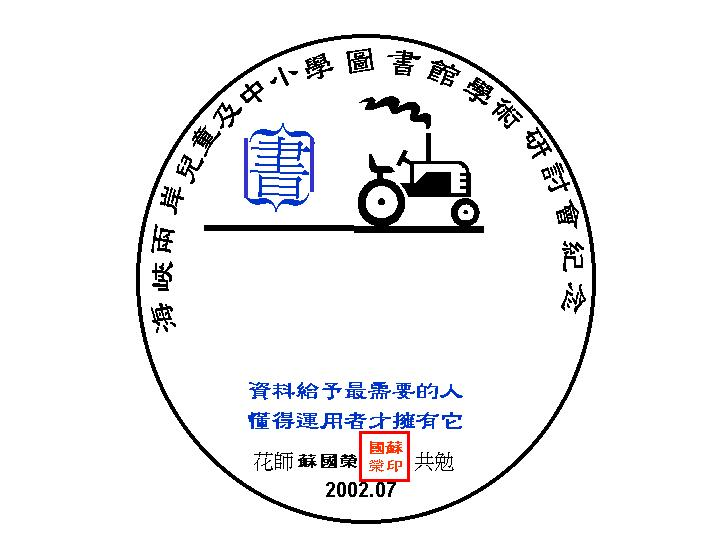 海峽兩岸兒童及中小學圖書館學術研討會紀念
書
資料給予最需要的人
懂得運用者才擁有它
花師 蘇國榮 蘇國榮印 共勉
2002.07